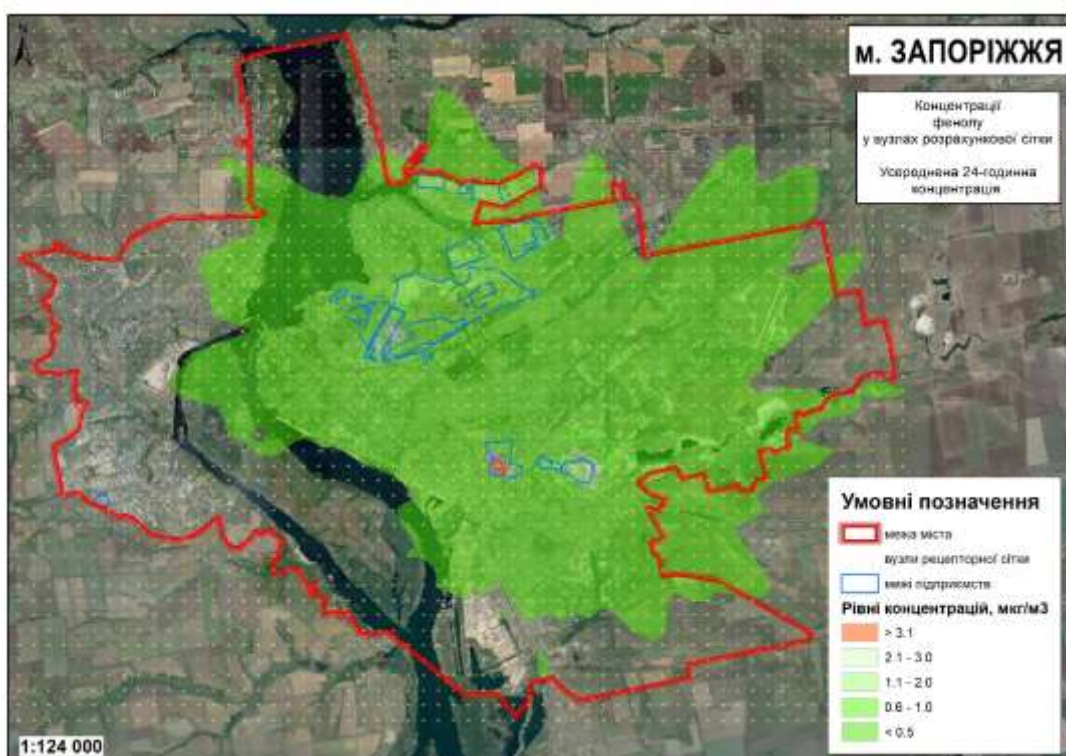 м. ЗАПОРІЖЖЯ
Концентрації
фенолу
у вузлах розрахункової сітки
Усереднена 24-годинна
концентрація
Умовні позначення
межа міста
вузли рецепторної сітки
межі підприємств
Рівні концентрацій, мкг/м3
> 3.1
2.1 - 3.0
1.1 - 2.0
0.6 - 1.0
< 0.5
1:124 000